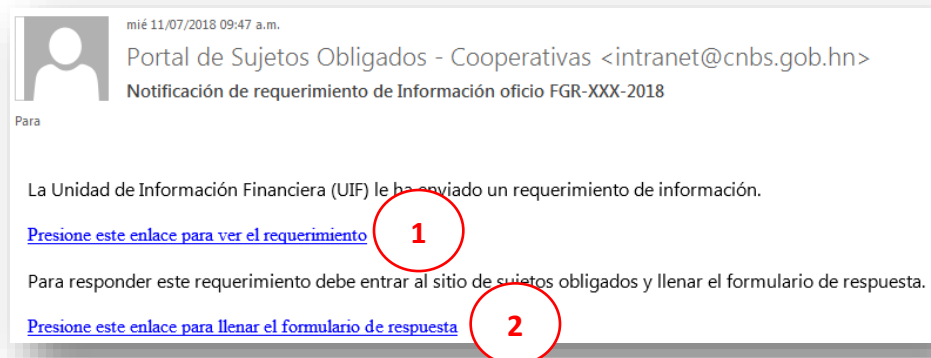 mié 11/07/2018 09:47 a.m.
Portal de Sujetos Obligados - Cooperativas <intranet@cnbs.gob.hn>
Notificación de requerimiento de Información oficio FGR-XXX-2018
Para
La Unidad de Información Financiera (UIF) le ha enviado un requerimiento de información.
Presione este enlace para ver el requerimiento
1
Para responder este requerimiento debe entrar al sitio de sujetos obligados y llenar el formulario de respuesta.
Presione este enlace para llenar el formulario de respuesta
2